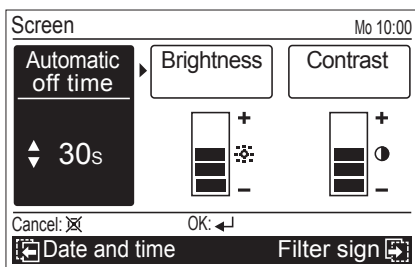 Screen Mo 10:00
Automatic off time Brightness Contrast
30s + +
– –
Cancel: OK:
Date and time Filter sign